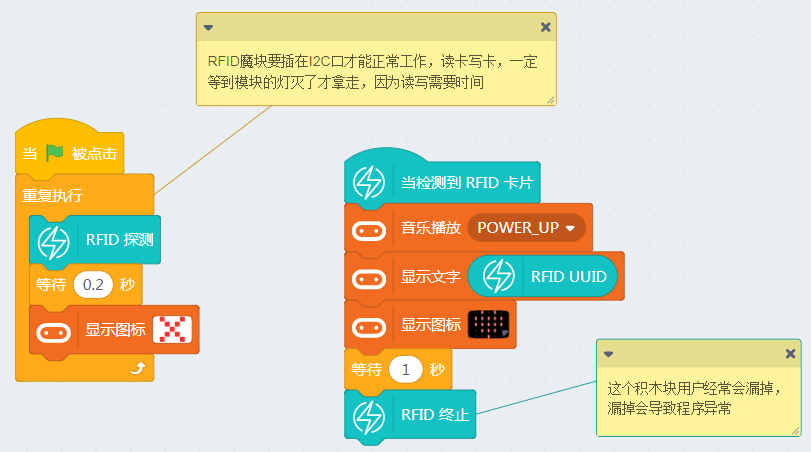 RFID魔块要插在I2C口才能正常工作，读卡写卡，一定
等到模块的灯灭了才拿走，因为读写需要时间
当 被点击
重复执行
RFID 探测
等待 0.2 秒
显示图标
当检测到 RFID 卡片
音乐播放 POWER_UP
显示文字 RFID UUID
显示图标
等待 1 秒
RFID 终止
这个积木块用户经常会漏掉，
漏掉会导致程序异常